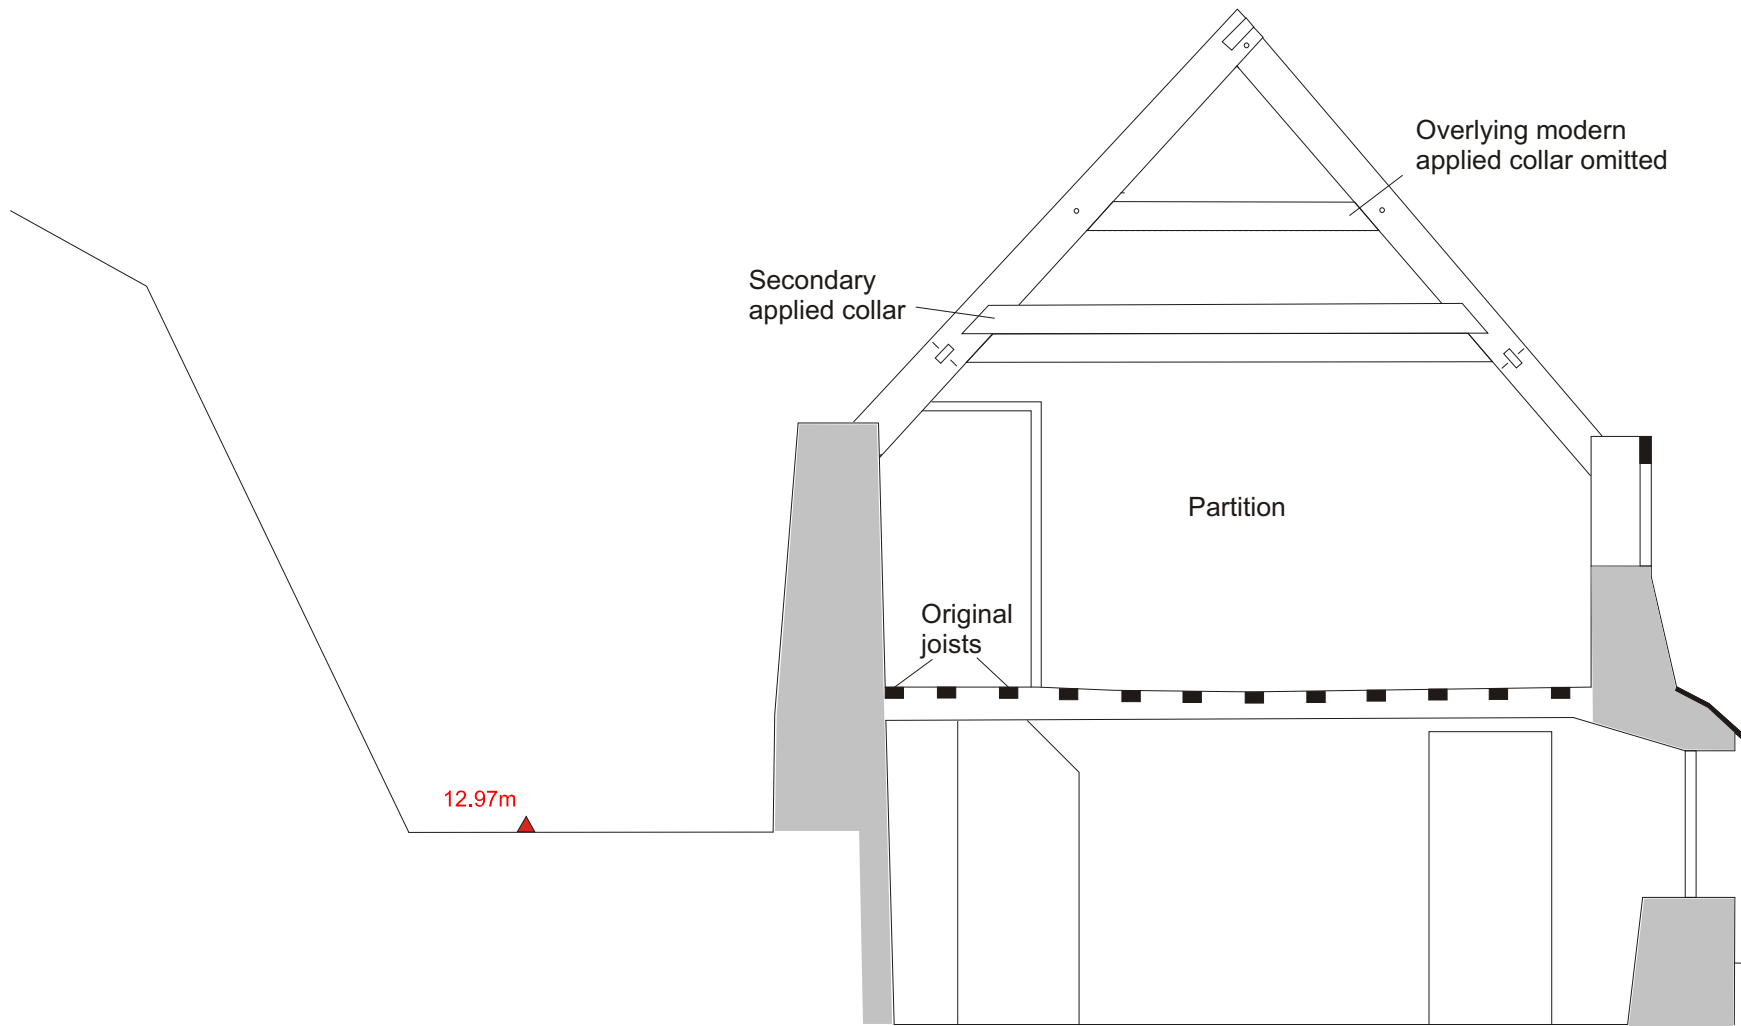 Overlying modern
applied collar omitted
Secondary
applied collar
Partition
Original
joists
12.97m